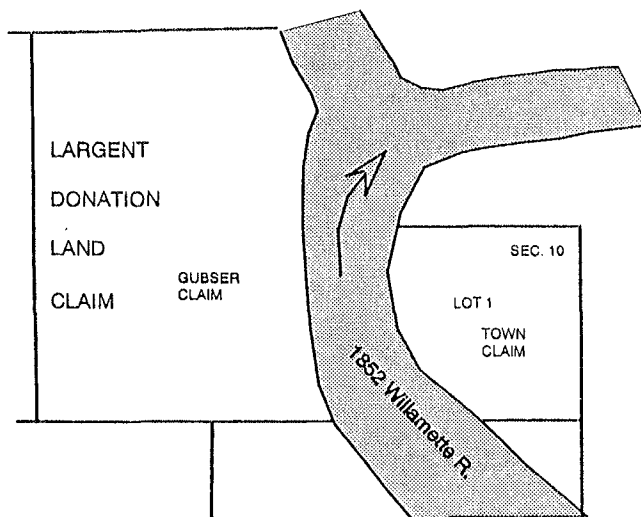 LARGENT
DONATION
LAND
CLAIM
GUBSER
CLAIM
SEC. 10
LOT 1
TOWN
CLAIM
1852 Willamette R.